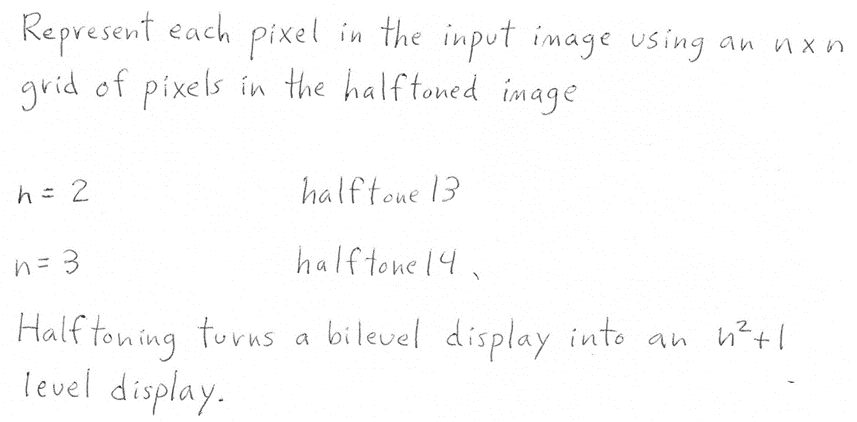 Represent each pixel in the input image using an n x n
grid of pixels in the halftoned image
n = 2 halftone 13
n = 3 halftone 14
Halftoning turns a bilevel display into an n²+1
level display.